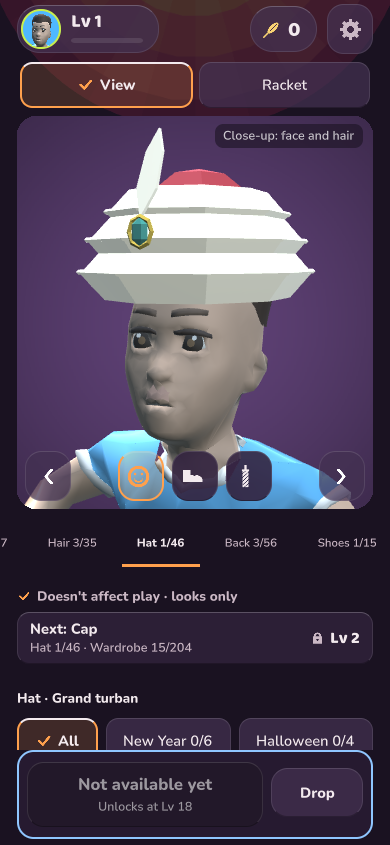 Lv 1
0
View
Racket
Close-up: face and hair
7
Hair 3/35
Hat 1/46
Back 3/56
Shoes 1/15
Doesn't affect play · looks only
Next: Cap
Hat 1/46 · Wardrobe 15/204
Lv 2
Hat · Grand turban
All
New Year 0/6
Halloween 0/4
Not available yet
Unlocks at Lv 18
Drop